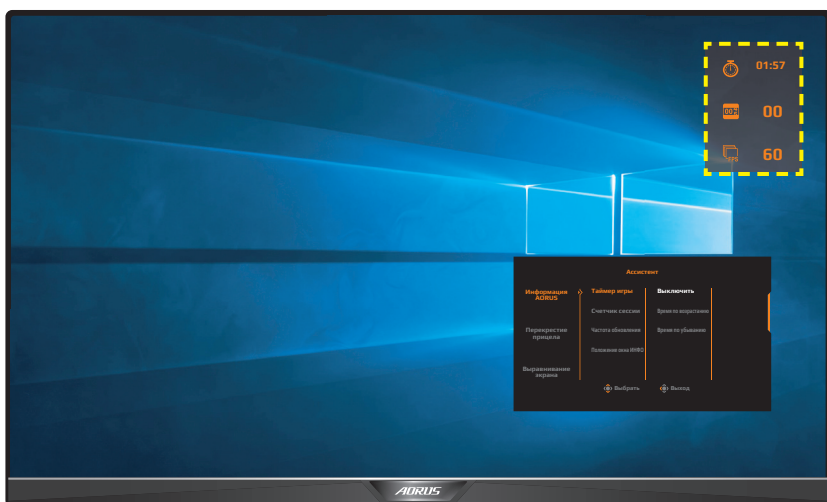 01:57
00
60
Ассистент
Информация
AORUS
Таймер игры
Выключить
Счетчик сессии
Время по возрастанию
Перекрестие
прицела
Частота обновления
Время по убыванию
Положение окна ИНФО
Выравнивание
экрана
Выбрать
Выход
AORUS